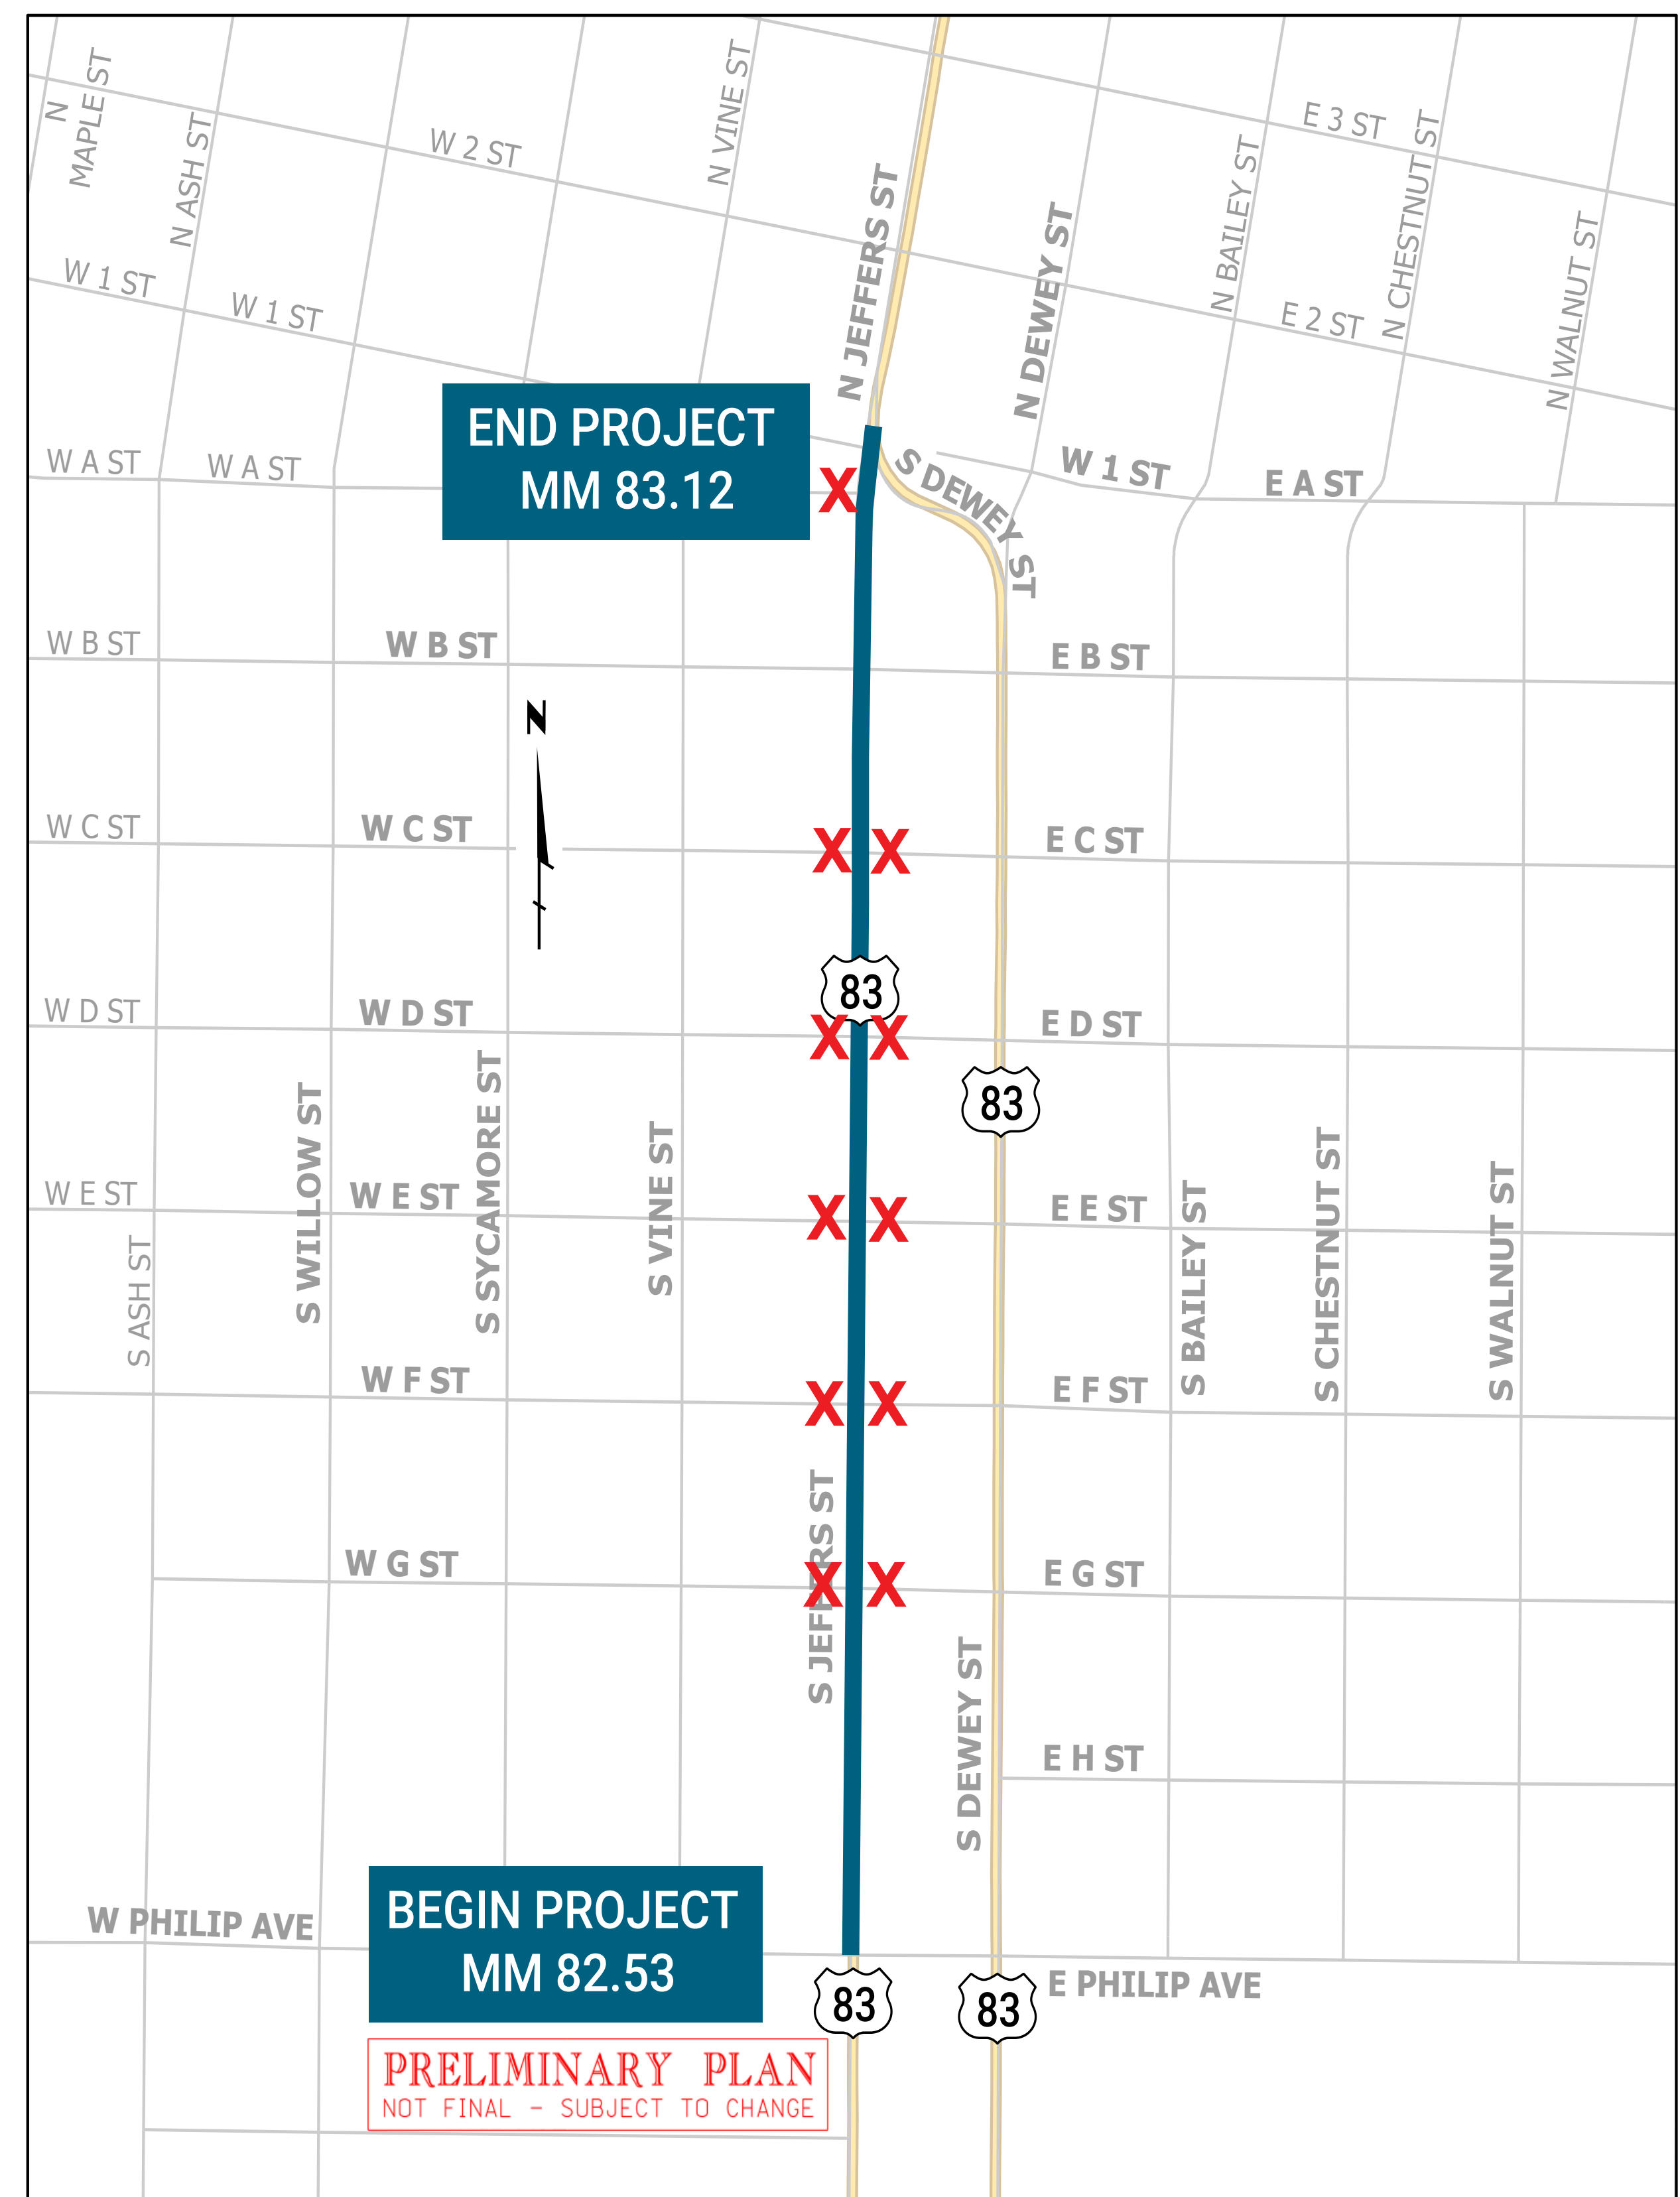 N
MAPLE ST
N ASH ST
W 2 ST
N VINE ST
E 3 ST
N JEFFERS ST
N DEWEY ST
N BAILEY ST
N CHESTNUT ST
N WALNUT ST
W 1 ST
W 1 ST
E 2 ST
END PROJECT
MM 83.12
X
W A ST
W A ST
S DEWEY ST
W 1 ST
E A ST
W B ST
W B ST
E B ST
N
W C ST
W C ST
X X
E C ST
83
W D ST
W D ST
X X
E D ST
83
W E ST
W E ST
X X
E E ST
S ASH ST
S WILLOW ST
S SYCAMORE ST
S VINE ST
S BAILEY ST
S CHESTNUT ST
S WALNUT ST
W F ST
X X
E F ST
S JEFFERS ST
W G ST
X X
E G ST
S DEWEY ST
E H ST
W PHILIP AVE
BEGIN PROJECT
MM 82.53
83
83
E PHILIP AVE
PRELIMINARY PLAN
NOT FINAL - SUBJECT TO CHANGE